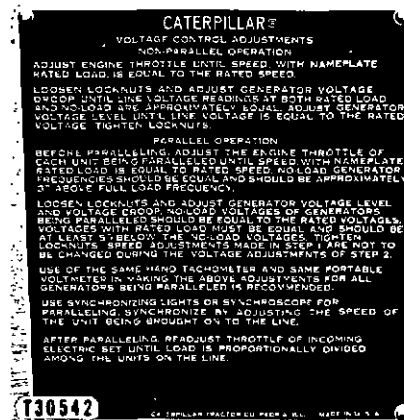 CATERPILLAR
VOLTAGE CONTROL ADJUSTMENTS
NON-PARALLEL OPERATION
ADJUST ENGINE THROTTLE UNTIL SPEED, WITH NAMEPLATE
RATED LOAD, IS EQUAL TO THE RATED SPEED.
LOOSEN LOCKNUTS AND ADJUST GENERATOR VOLTAGE
DROOP UNTIL LINE VOLTAGE READINGS AT BOTH RATED LOAD
AND NO-LOAD ARE APPROXIMATELY EQUAL. ADJUST GENERATOR
VOLTAGE LEVEL UNTIL LINE VOLTAGE IS EQUAL TO THE RATED
VOLTAGE. TIGHTEN LOCKNUTS.
PARALLEL OPERATION
BEFORE PARALLELING, ADJUST THE ENGINE THROTTLE OF
EACH UNIT BEING PARALLELED UNTIL SPEED, WITH NAMEPLATE
RATED LOAD IS EQUAL TO RATED SPEED. NO-LOAD GENERATOR
FREQUENCIES SHOULD BE EQUAL AND SHOULD BE APPROXIMATELY
ABOVE FULL LOAD FREQUENCY.
LOOSEN LOCKNUTS AND ADJUST GENERATOR VOLTAGE LEVEL
AND VOLTAGE DROOP. NO-LOAD VOLTAGES OF GENERATORS
BEING PARALLELED SHOULD BE EQUAL TO THE RATED VOLTAGES.
VOLTAGES WITH RATED LOAD MUST BE EQUAL AND SHOULD BE
AT LEAST BELOW THE NO-LOAD VOLTAGES. TIGHTEN
LOCKNUTS. SPEED ADJUSTMENTS MADE IN STEP 1 ARE NOT TO
BE CHANGED DURING THE VOLTAGE ADJUSTMENTS OF STEP 2.
USE OF THE SAME HAND TACHOMETER AND SAME PORTABLE
VOLTMETER IN MAKING THE ABOVE ADJUSTMENTS FOR ALL
GENERATORS BEING PARALLELED IS RECOMMENDED.
USE SYNCHRONIZING LIGHTS OR SYNCHROSCOPE FOR
PARALLELING. SYNCHRONIZE BY ADJUSTING THE SPEED OF
THE UNIT BEING BROUGHT ON TO THE LINE.
AFTER PARALLELING, READJUST THROTTLE OF INCOMING
ELECTRIC SET UNTIL LOAD IS PROPORTIONALLY DIVIDED
AMONG THE UNITS ON THE LINE.
T30542
CATERPILLAR TRACTOR CO. PEORIA, ILL. MADE IN U.S.A.